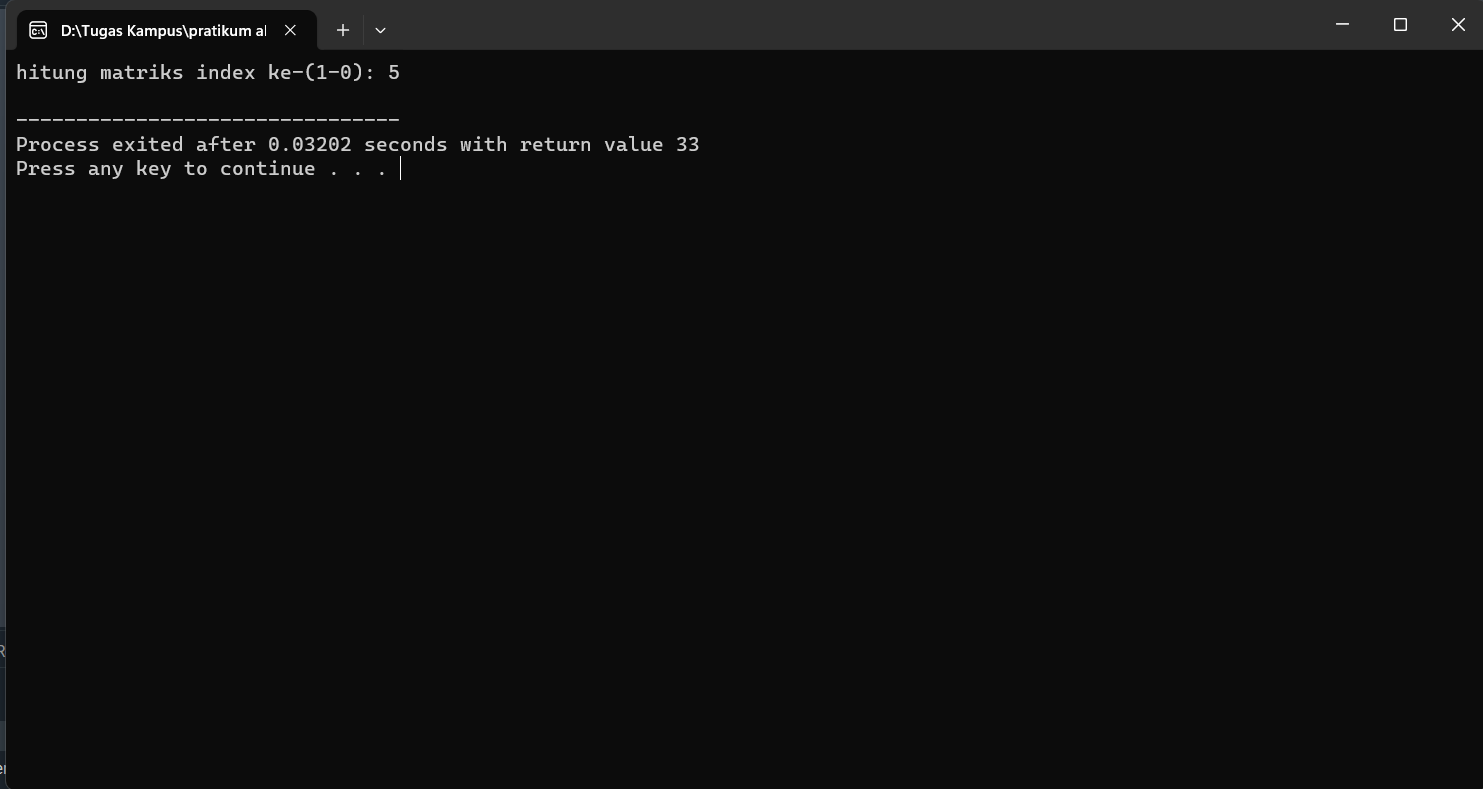 D:\Tugas Kampus\pratikum al
hitung matriks index ke-(1-0): 5
--------------------------------
Process exited after 0.03202 seconds with return value 33
Press any key to continue . . .